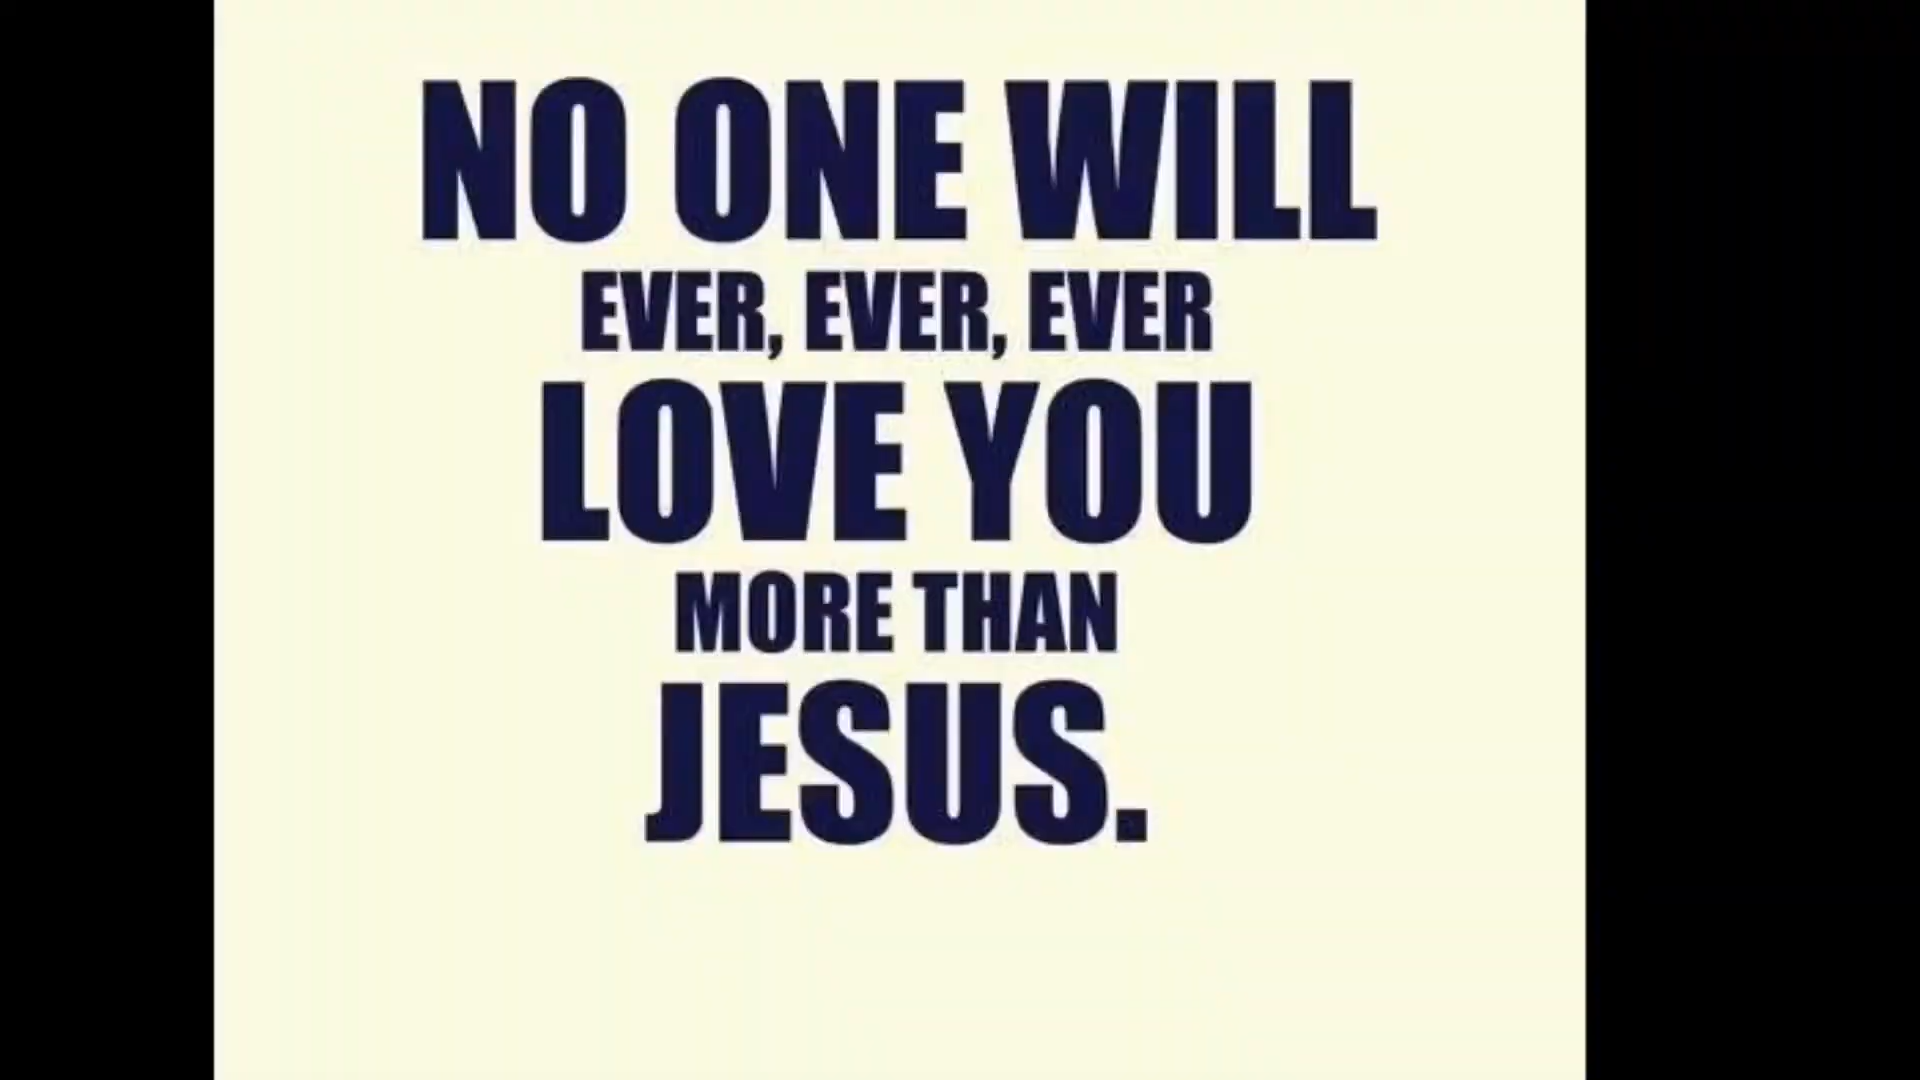 NO ONE WILL
EVER, EVER, EVER
LOVE YOU
MORE THAN
JESUS.